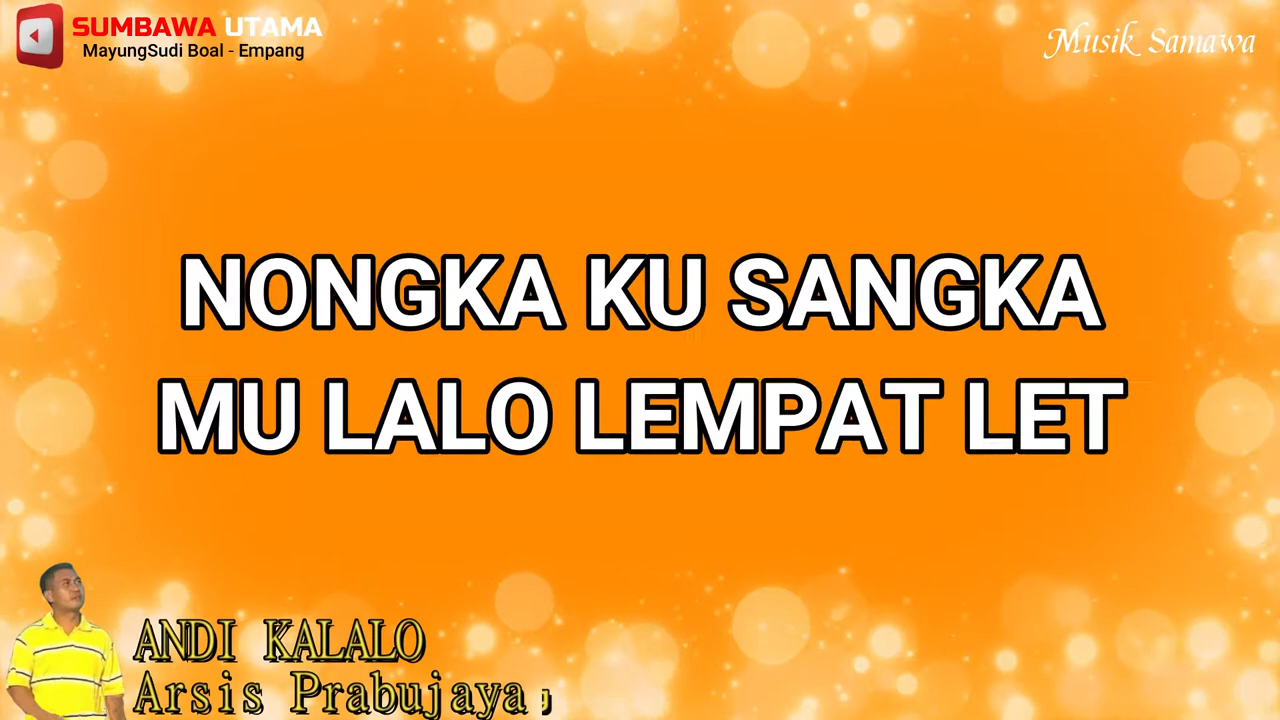 SUMBAWA UTAMA
MayungSudi Boal - Empang
Musik Samawa
NONGKA KU SANGKA
MU LALO LEMPAT LET
ANDI KALALO
Arsis Prabujaya